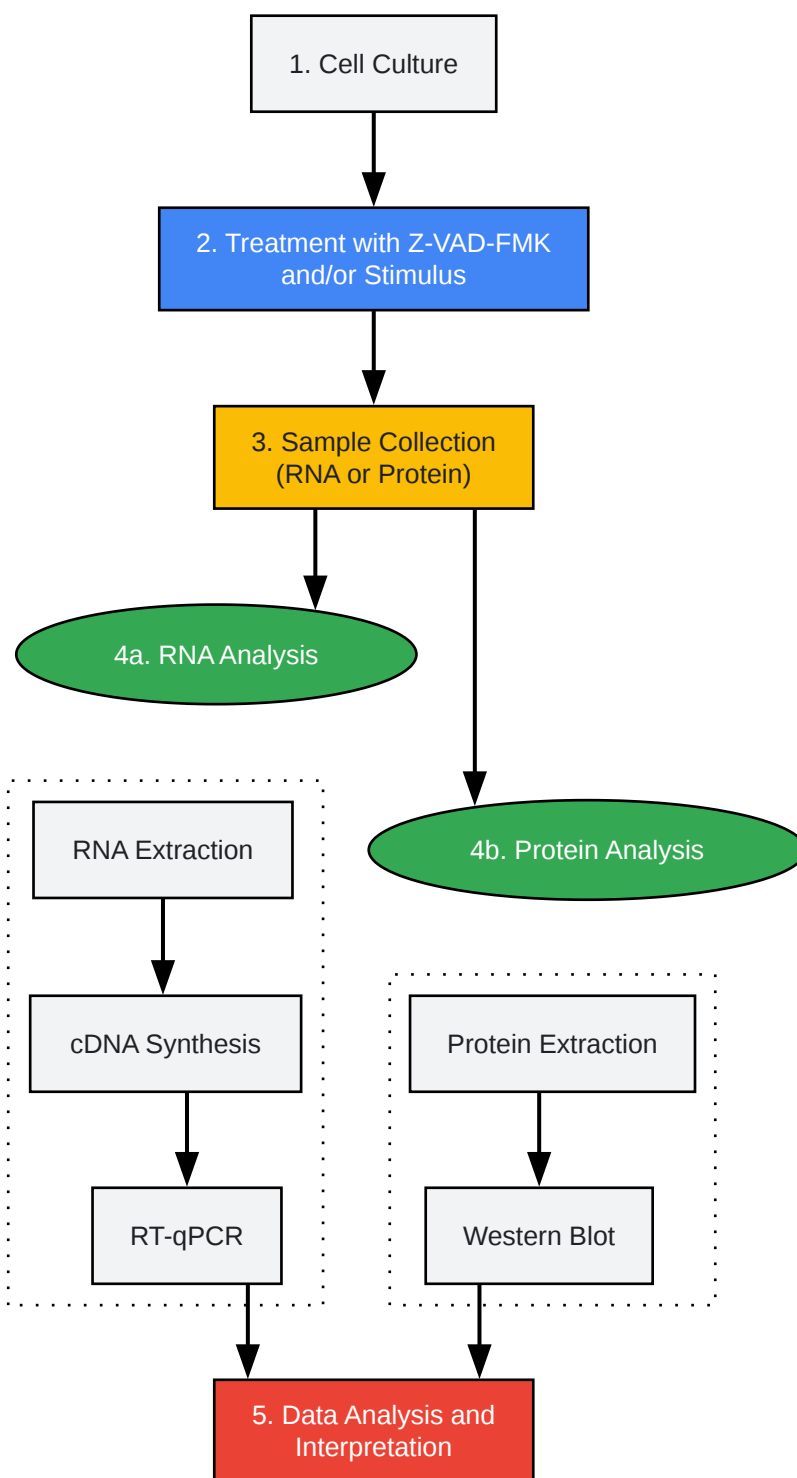 1. Cell Culture
2. Treatment with Z-VAD-FMK
and/or Stimulus
3. Sample Collection
(RNA or Protein)
4a. RNA Analysis
4b. Protein Analysis
RNA Extraction
cDNA Synthesis
RT-qPCR
Protein Extraction
Western Blot
5. Data Analysis and
Interpretation